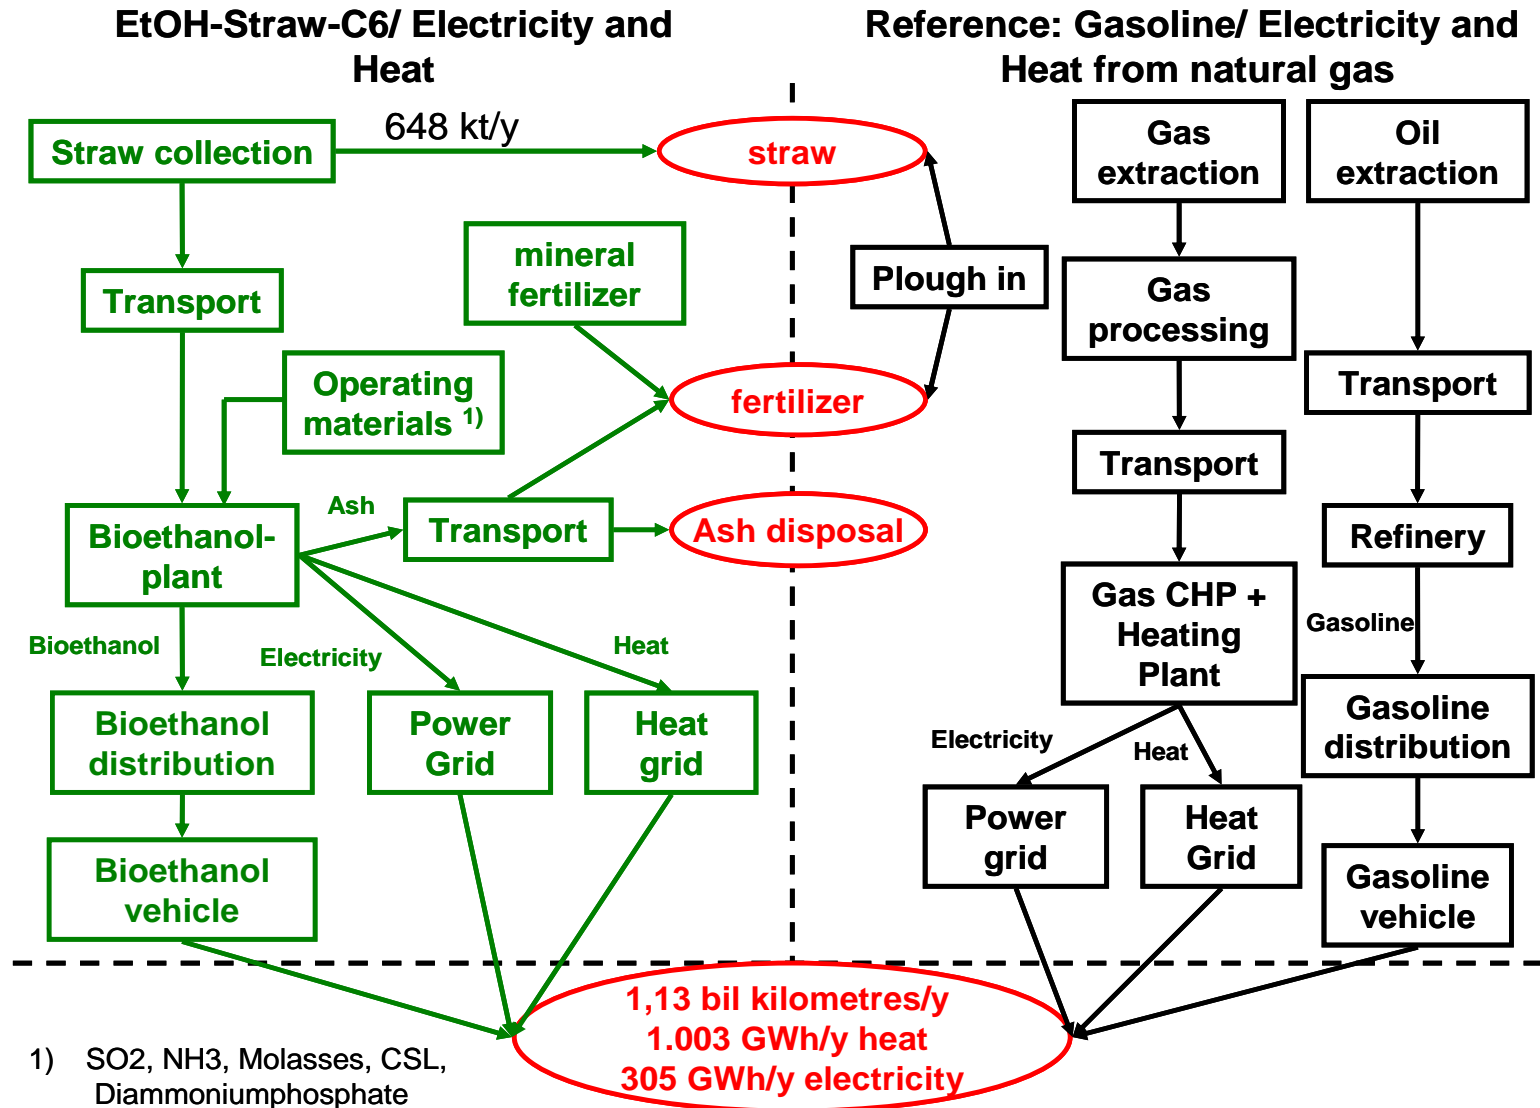 EtOH-Straw-C6/ Electricity and
Heat
Reference: Gasoline/ Electricity and
Heat from natural gas
648 kt/y
Straw collection
straw
Gas
extraction
Oil
extraction
mineral
fertilizer
Plough in
Transport
Gas
processing
Operating
materials 1)
fertilizer
Transport
Transport
Ash
Bioethanol-
plant
Transport
Ash disposal
Refinery
Gas CHP +
Heating
Plant
Gasoline
Bioethanol
Electricity
Heat
Bioethanol
distribution
Power
Grid
Heat
grid
Gasoline
distribution
Electricity
Heat
Power
grid
Heat
Grid
Bioethanol
vehicle
Gasoline
vehicle
1,13 bil kilometres/y
1.003 GWh/y heat
305 GWh/y electricity
1) SO2, NH3, Molasses, CSL,
Diammoniumphosphate